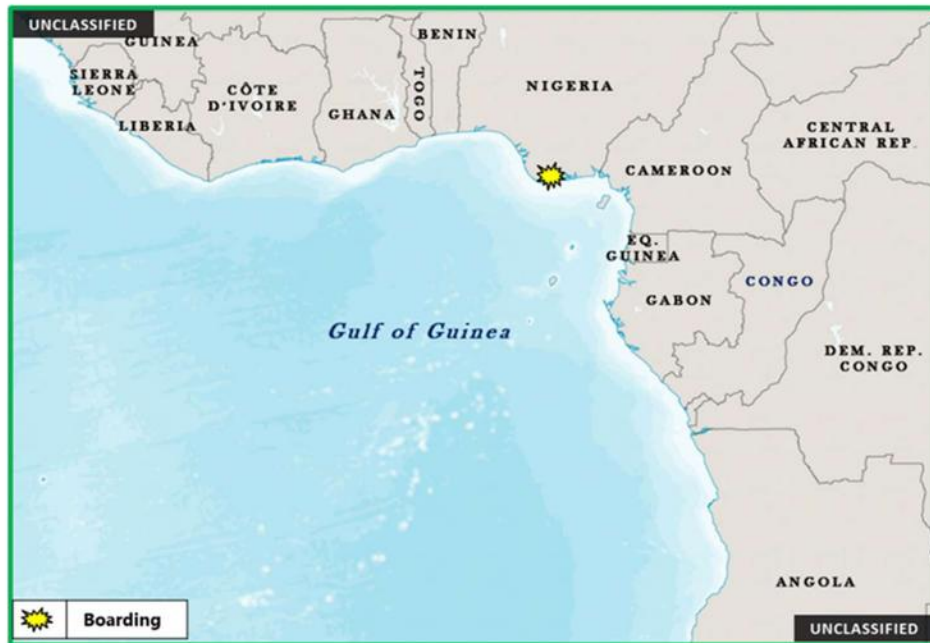 UNCLASSIFIED
GUINEA
SIERRA
LEONE
LIBERIA
CÔTE
D'IVOIRE
GHANA
TOGO
BENIN
NIGERIA
CAMEROON
CENTRAL
AFRICAN REP.
EQ.
GUINEA
GABON
CONGO
DEM. REP.
CONGO
Gulf of Guinea
ANGOLA
Boarding
UNCLASSIFIED